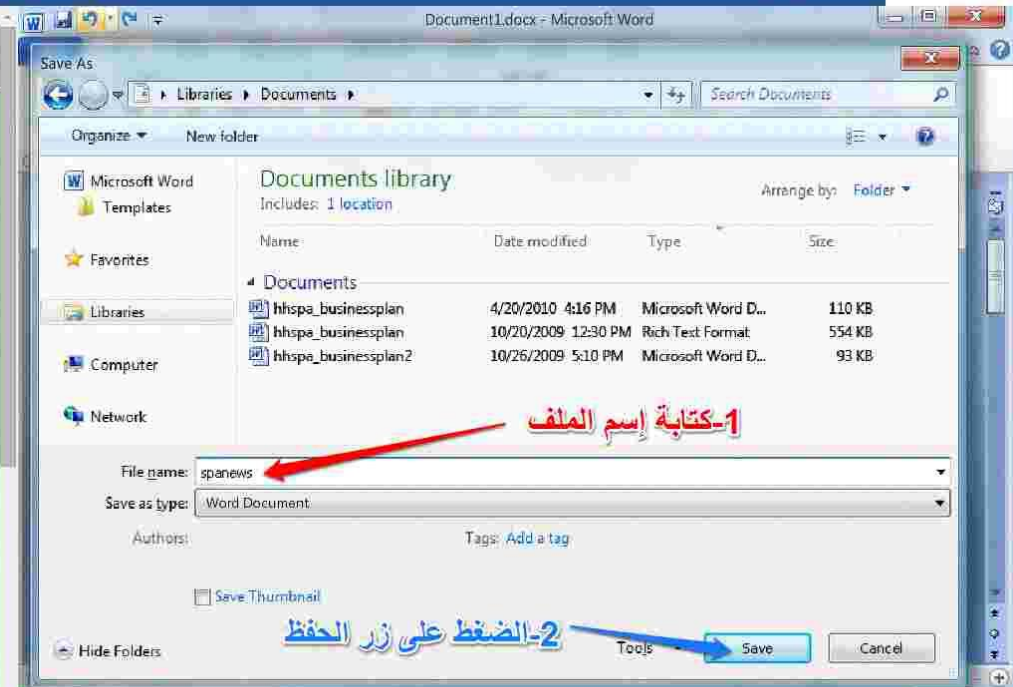 Document1.docx - Microsoft Word
Save As
Libraries Documents
Search Documents
Organize New folder
Microsoft Word
Templates
Favorites
Libraries
Computer
Network
Documents library
Includes: 1 location
Arrange by: Folder
Name Date modified Type Size
Documents
hhspa_businessplan 4/20/2010 4:16 PM Microsoft Word D... 110 KB
hhspa_businessplan 10/20/2009 12:30 PM Rich Text Format 554 KB
hhspa_businessplan2 10/26/2009 5:10 PM Microsoft Word D... 93 KB
1-كتابة إسم الملف
File name: spanews
Save as type: Word Document
Authors: Tags: Add a tag
Save Thumbnail
2-الضغط على زر الحفظ
Hide Folders Tools Save Cancel